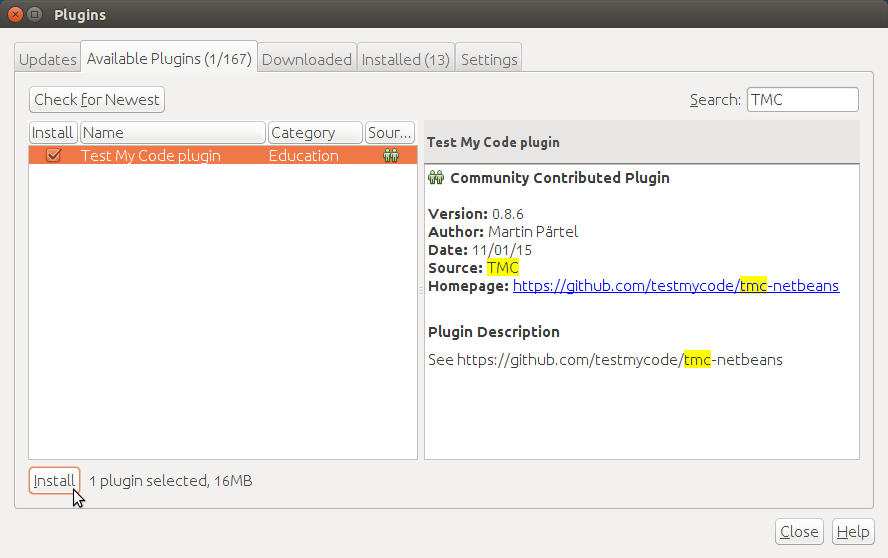 Plugins
Updates Available Plugins (1/167) Downloaded Installed (13) Settings
Check for Newest Search: TMC
Install Name Category Sour...
Test My Code plugin Education
Test My Code plugin
Community Contributed Plugin
Version: 0.8.6
Author: Martin Pärtel
Date: 11/01/15
Source: TMC
Homepage: https://github.com/testmycode/tmc-netbeans
Plugin Description
See https://github.com/testmycode/tmc-netbeans
Install 1 plugin selected, 16MB
Close Help